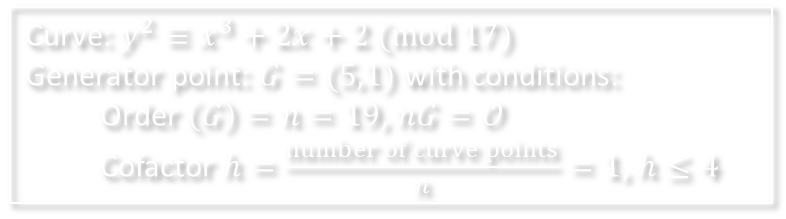 Curve: y² ≡ x³ + 2x + 2 (mod 17)
Generator point: G = (5,1) with conditions:
Order (G) = n = 19, nG = O
Cofactor h = number of curve points / n = 1, h ≤ 4